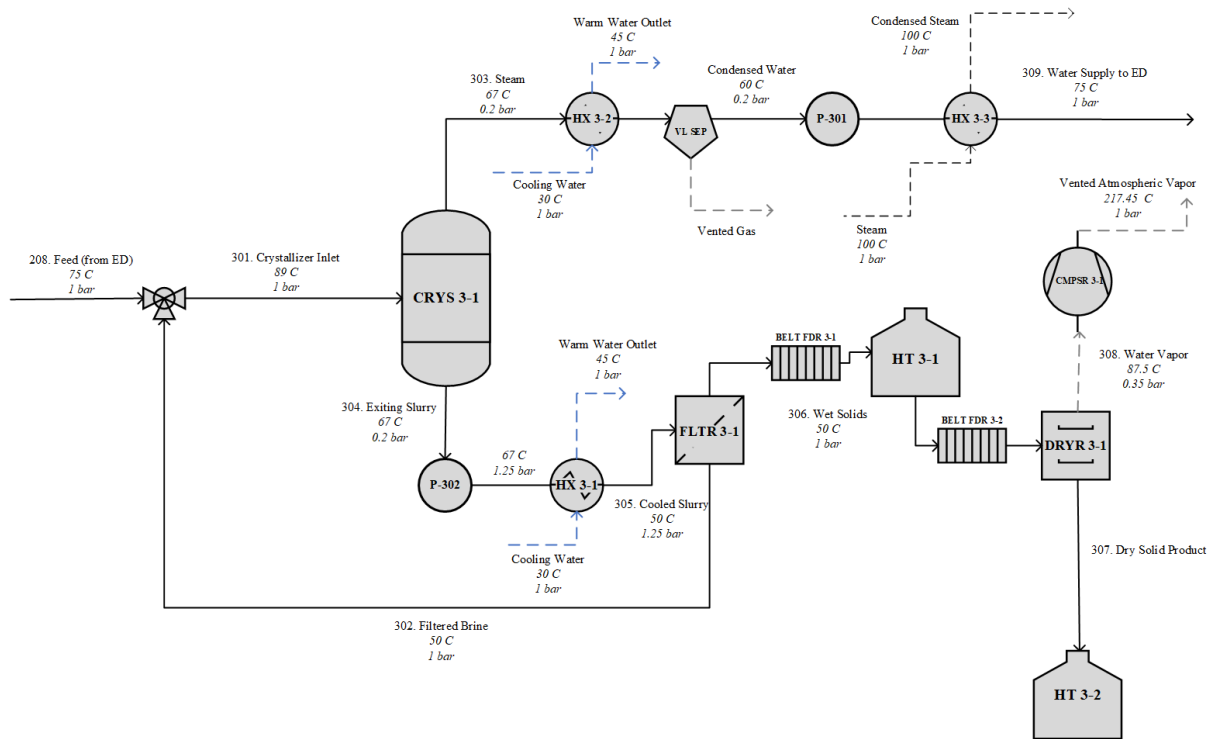 Warm Water Outlet
45 C
1 bar
Condensed Steam
100 C
1 bar
303. Steam
67 C
0.2 bar
Condensed Water
60 C
0.2 bar
309. Water Supply to ED
75 C
1 bar
HX 3-2
VL SEP
P-301
HX 3-3
Cooling Water
30 C
1 bar
Vented Gas
Steam
100 C
1 bar
Vented Atmospheric Vapor
217.45 C
1 bar
208. Feed (from ED)
75 C
1 bar
301. Crystallizer Inlet
89 C
1 bar
CRYS 3-1
CMPSR 3-1
BELT FDR 3-1
HT 3-1
Warm Water Outlet
45 C
1 bar
308. Water Vapor
87.5 C
0.35 bar
304. Exiting Slurry
67 C
0.2 bar
FLTR 3-1
306. Wet Solids
50 C
1 bar
BELT FDR 3-2
DRYR 3-1
P-302
67 C
1.25 bar
HX 3-1
305. Cooled Slurry
50 C
1.25 bar
Cooling Water
30 C
1 bar
307. Dry Solid Product
302. Filtered Brine
50 C
1 bar
HT 3-2